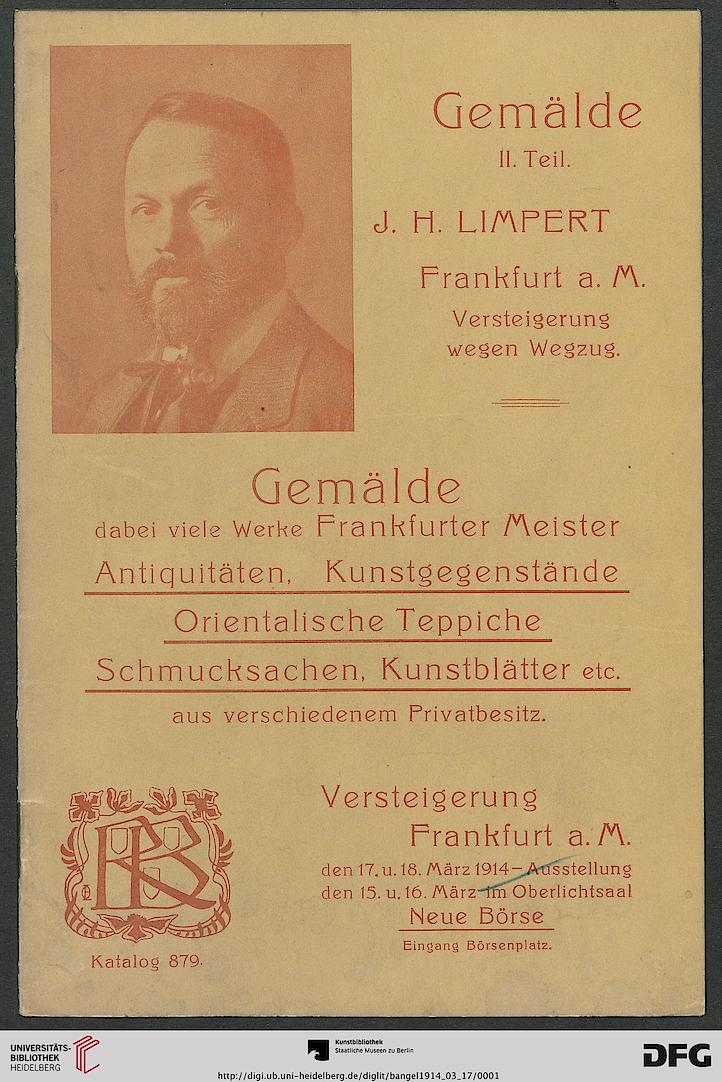 Gemälde
II. Teil.
J. H. LIMPERT
Frankfurt a. M.
Versteigerung
wegen Wegzug.
Gemälde
dabei viele Werke Frankfurter Meister
Antiquitäten, Kunstgegenstände
Orientalische Teppiche
Schmucksachen, Kunstblätter etc.
aus verschiedenem Privatbesitz.
Versteigerung
Frankfurt a. M.
den 17. u. 18. März 1914 – Ausstellung
den 15. u. 16. März im Oberlichtsaal
Neue Börse
Eingang Börsenplatz.
RB
Katalog 879.
UNIVERSITÄTS-
BIBLIOTHEK
HEIDELBERG
Kunstbibliothek
Staatliche Museen zu Berlin
DFG
http://digi.ub.uni-heidelberg.de/diglit/bangel1914_03_17/0001